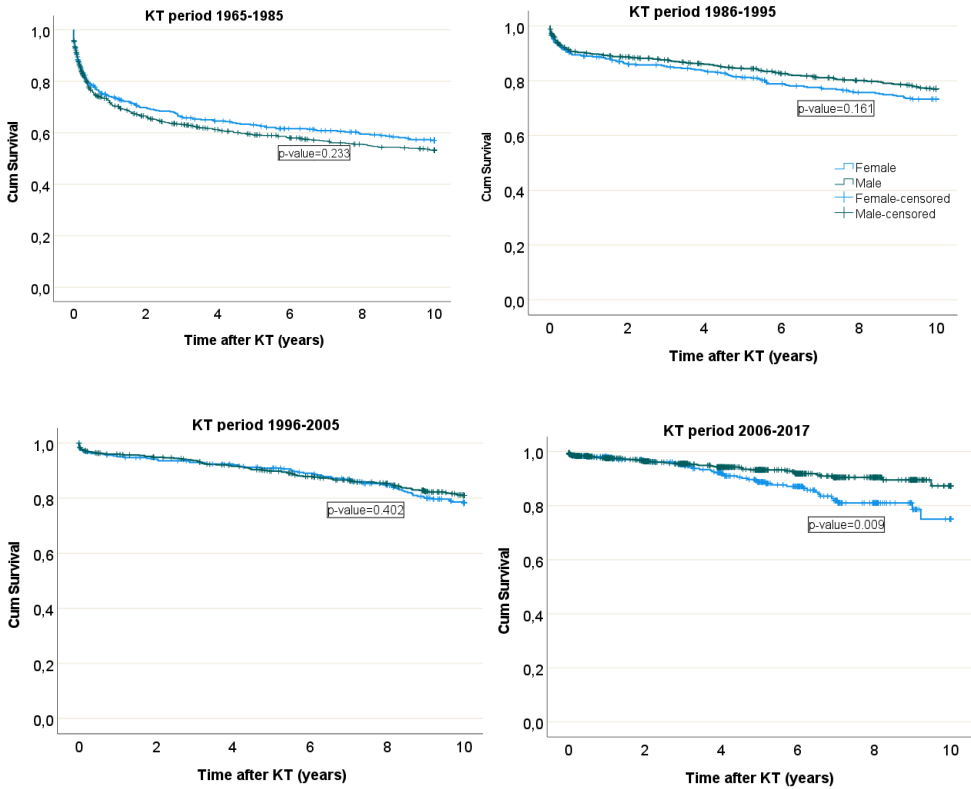 KT period 1965-1985
1,0
0,8
0,6
0,4
0,2
0,0
Cum Survival
p-value=0.233
0 2 4 6 8 10
Time after KT (years)
KT period 1986-1995
1,0
0,8
0,6
0,4
0,2
0,0
Cum Survival
p-value=0.161
Female
Male
Female-censored
Male-censored
0 2 4 6 8 10
Time after KT (years)
KT period 1996-2005
1,0
0,8
0,6
0,4
0,2
0,0
Cum Survival
p-value=0.402
0 2 4 6 8 10
Time after KT (years)
KT period 2006-2017
1,0
0,8
0,6
0,4
0,2
0,0
Cum Survival
p-value=0.009
0 2 4 6 8 10
Time after KT (years)